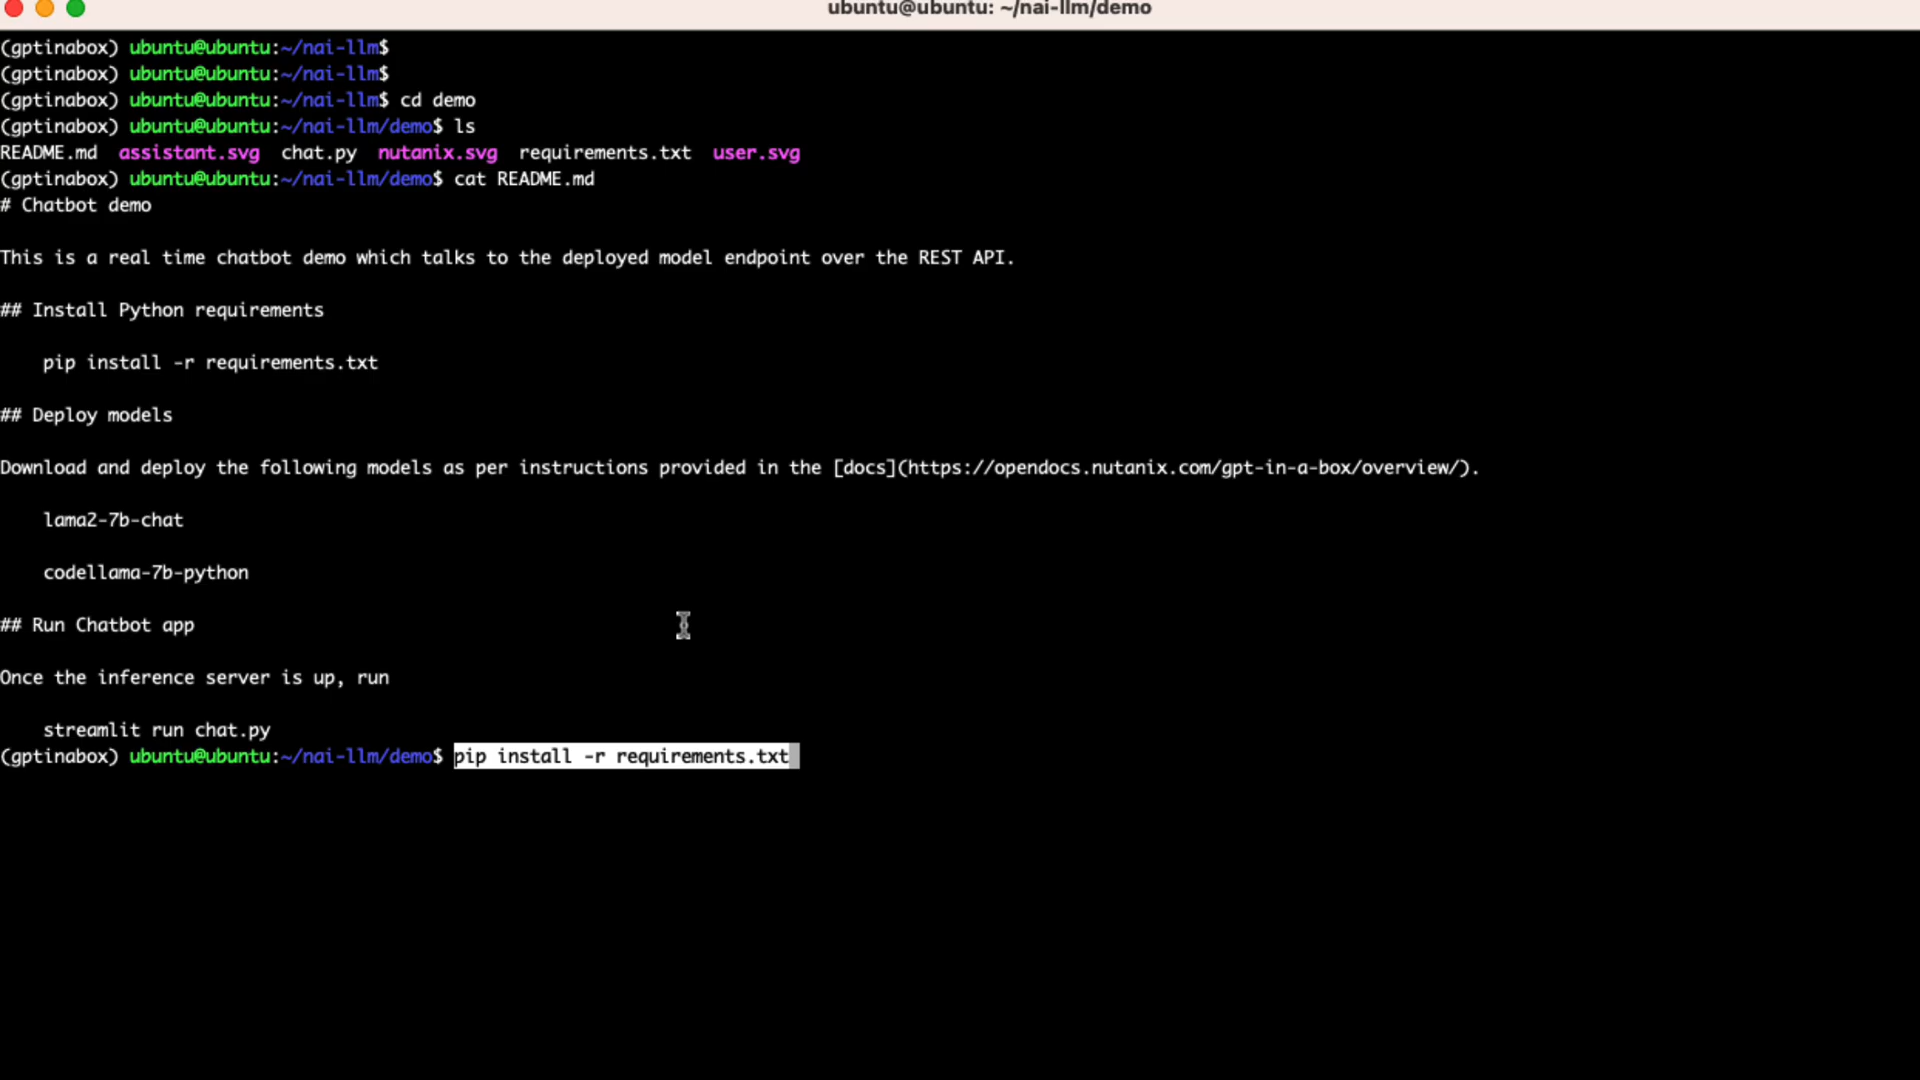 ubuntu@ubuntu: ~/nai-llm/demo
(gptinabox) ubuntu@ubuntu:~/nai-llm$
(gptinabox) ubuntu@ubuntu:~/nai-llm$
(gptinabox) ubuntu@ubuntu:~/nai-llm$ cd demo
(gptinabox) ubuntu@ubuntu:~/nai-llm/demo$ ls
README.md  assistant.svg  chat.py  nutanix.svg  requirements.txt  user.svg
(gptinabox) ubuntu@ubuntu:~/nai-llm/demo$ cat README.md
# Chatbot demo
This is a real time chatbot demo which talks to the deployed model endpoint over the REST API.
## Install Python requirements
pip install -r requirements.txt
## Deploy models
Download and deploy the following models as per instructions provided in the [docs](https://opendocs.nutanix.com/gpt-in-a-box/overview/).
lama2-7b-chat
codellama-7b-python
## Run Chatbot app
Once the inference server is up, run
streamlit run chat.py
(gptinabox) ubuntu@ubuntu:~/nai-llm/demo$ pip install -r requirements.txt